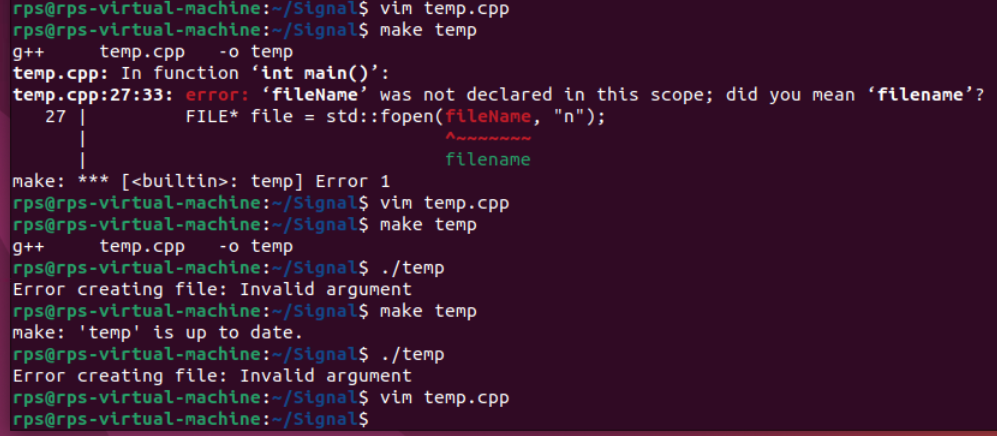 rps@rps-virtual-machine:~/Signal$ vim temp.cpp
rps@rps-virtual-machine:~/Signal$ make temp
g++     temp.cpp   -o temp
temp.cpp: In function ‘int main()’:
temp.cpp:27:33: error: ‘fileName’ was not declared in this scope; did you mean ‘filename’?
   27 |         FILE* file = std::fopen(fileName, "n");
      |                                 ^~~~~~~~
      |                                 filename
make: *** [<builtin>: temp] Error 1
rps@rps-virtual-machine:~/Signal$ vim temp.cpp
rps@rps-virtual-machine:~/Signal$ make temp
g++     temp.cpp   -o temp
rps@rps-virtual-machine:~/Signal$ ./temp
Error creating file: Invalid argument
rps@rps-virtual-machine:~/Signal$ make temp
make: 'temp' is up to date.
rps@rps-virtual-machine:~/Signal$ ./temp
Error creating file: Invalid argument
rps@rps-virtual-machine:~/Signal$ vim temp.cpp
rps@rps-virtual-machine:~/Signal$